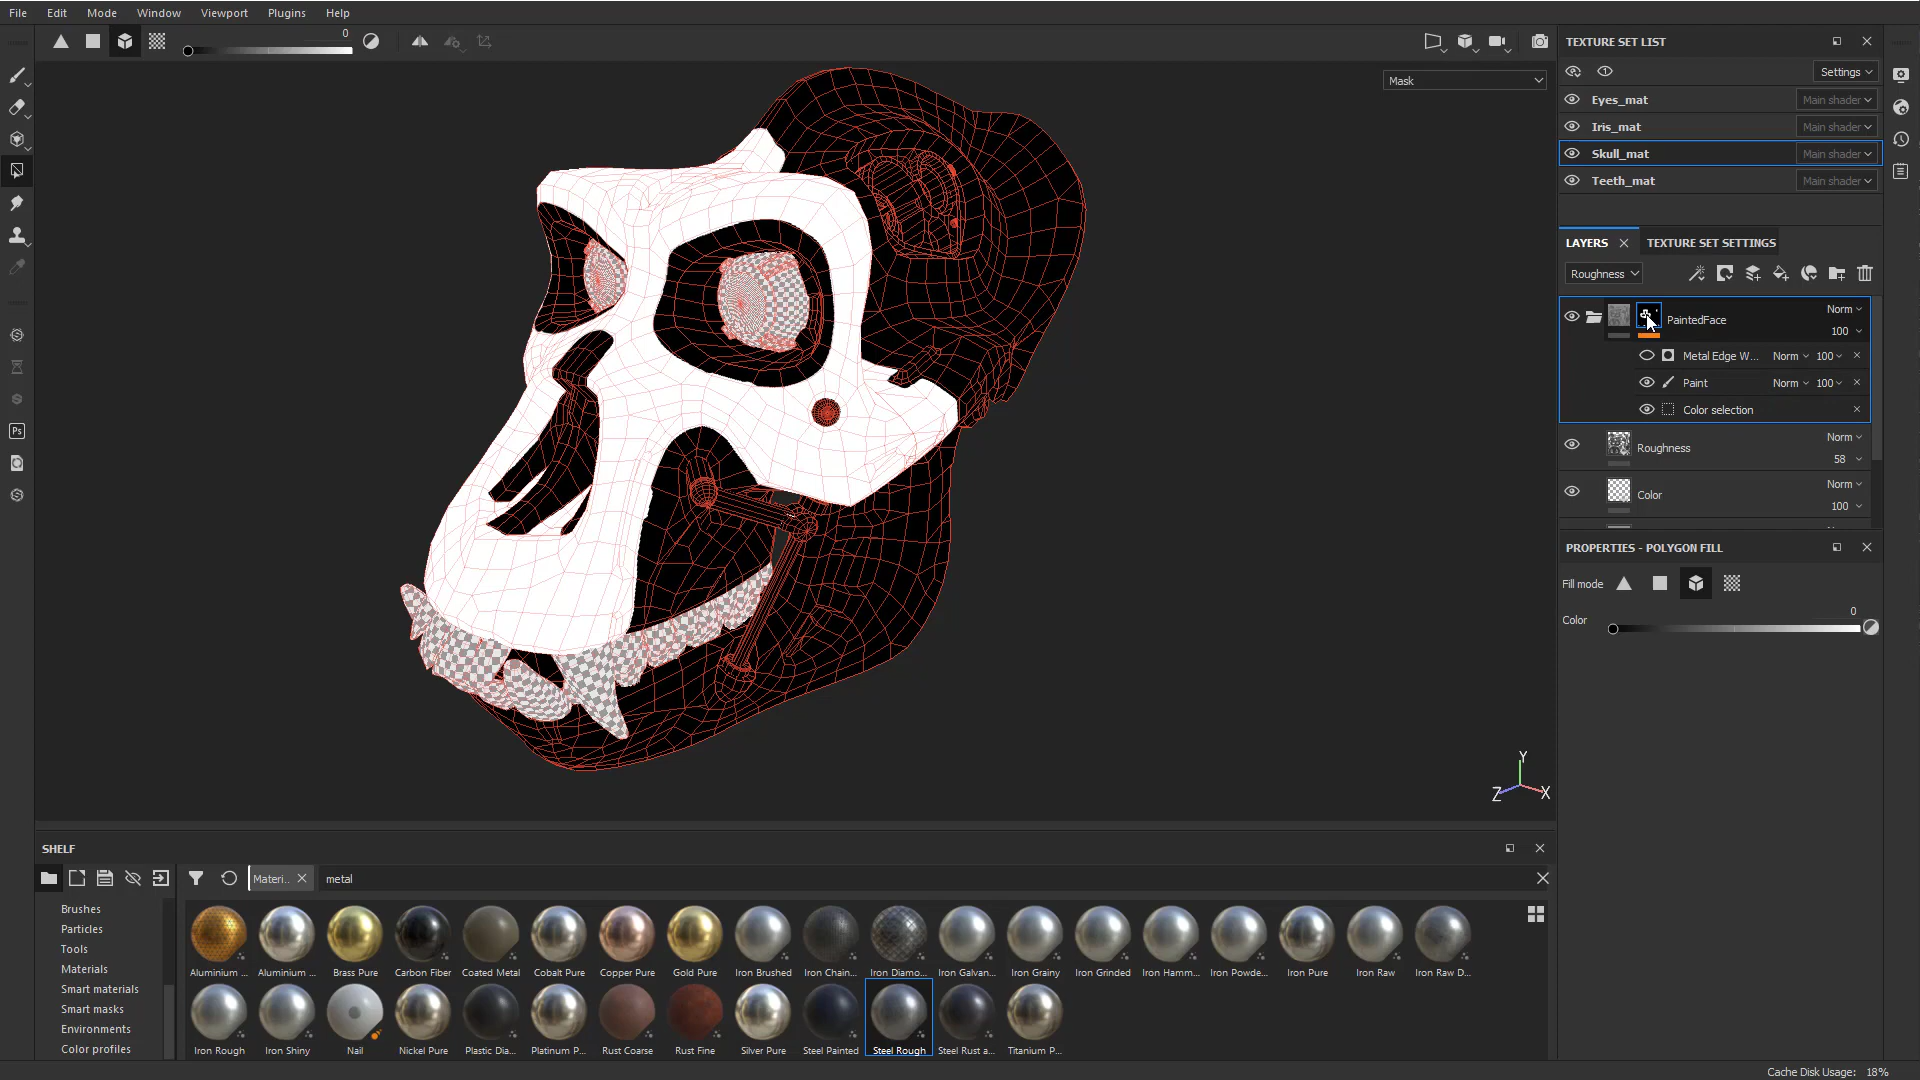 File Edit Mode Window Viewport Plugins Help
0
Mask
Y
Z X
TEXTURE SET LIST
Settings
Eyes_mat Main shader
Iris_mat Main shader
Skull_mat Main shader
Teeth_mat Main shader
LAYERS TEXTURE SET SETTINGS
Roughness
Norm
PaintedFace
100
Metal Edge W... Norm 100
Paint Norm 100
Color selection
Norm
Roughness
58
Norm
Color
100
PROPERTIES - POLYGON FILL
Fill mode
0
Color
SHELF
Materi.. metal
Brushes
Particles
Tools
Materials
Smart materials
Smart masks
Environments
Color profiles
Aluminium ... Aluminium ... Brass Pure Carbon Fiber Coated Metal Cobalt Pure Copper Pure Gold Pure Iron Brushed Iron Chain... Iron Diamo... Iron Galvan... Iron Grainy Iron Grinded Iron Hamm... Iron Powde... Iron Pure Iron Raw Iron Raw D...
Iron Rough Iron Shiny Nail Nickel Pure Plastic Dia... Platinum P... Rust Coarse Rust Fine Silver Pure Steel Painted Steel Rough Steel Rust a... Titanium P...
Ps
Cache Disk Usage: 18%